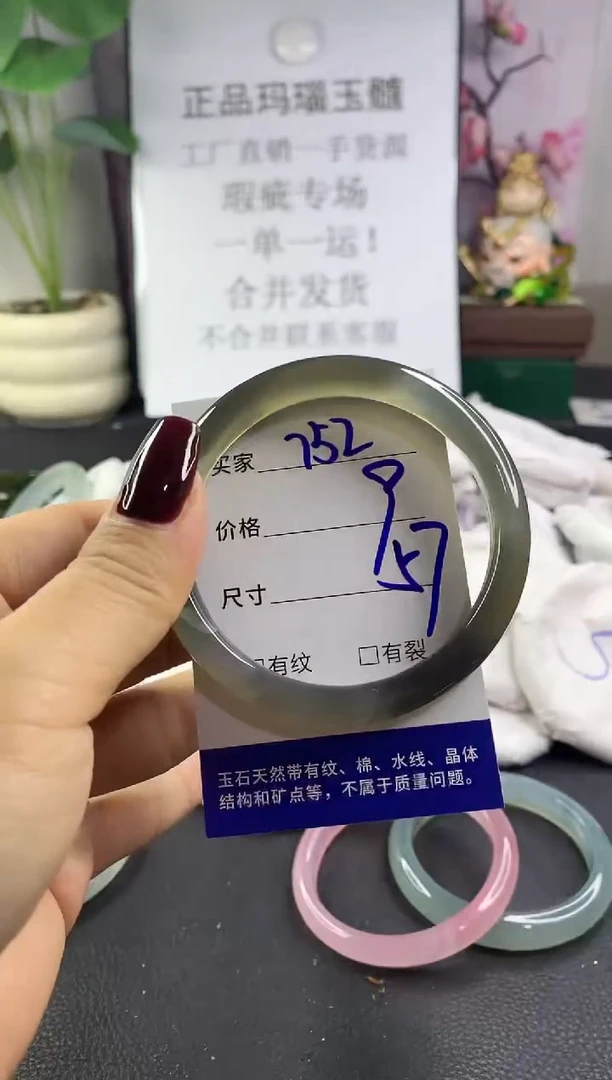 正品玛瑙玉髓
工厂直销一手货源
瑕疵专场
一单一运!
合并发货
不合并联系客服
买家 752
价格 9
尺寸 57
□有纹 □有裂
玉石天然带有纹、棉、水线、晶体
结构和矿点等，不属于质量问题。